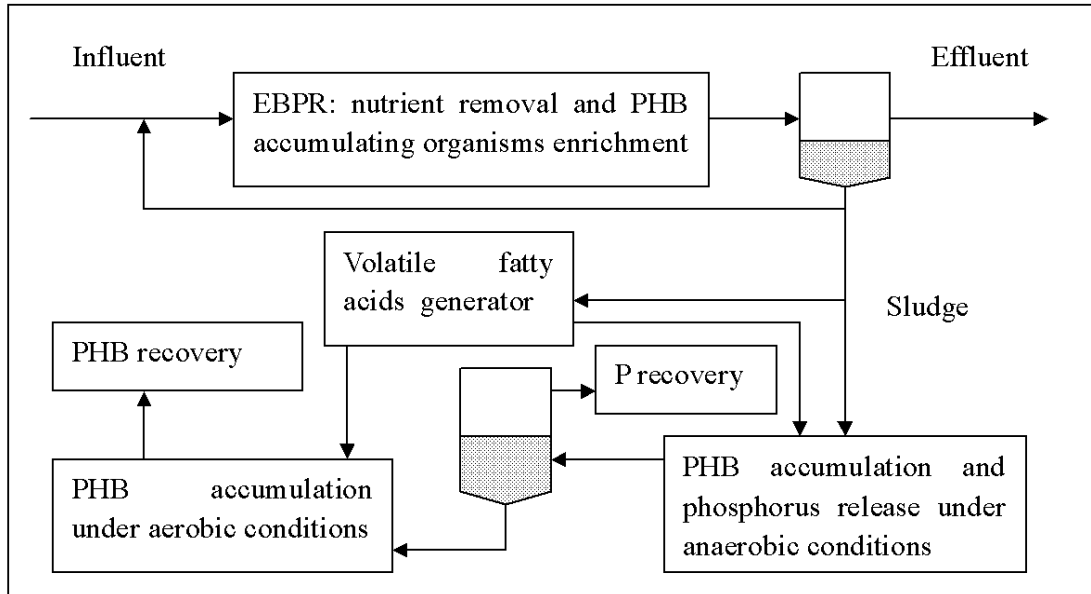 Influent
Effluent
EBPR: nutrient removal and PHB
accumulating organisms enrichment
Volatile fatty
acids generator
Sludge
PHB recovery
P recovery
PHB accumulation
under aerobic conditions
PHB accumulation and
phosphorus release under
anaerobic conditions